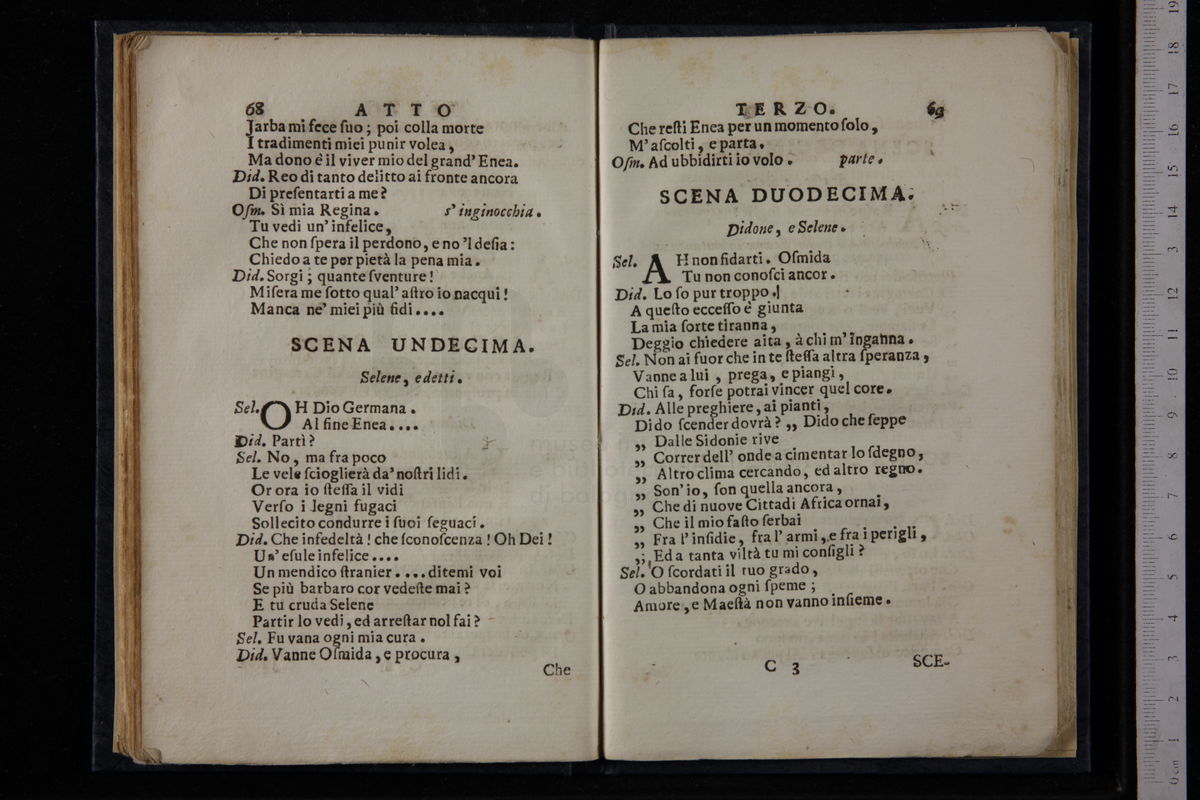 68 ATTO
Jarba mi fece ſuo ; poi colla morte
I tradimenti miei punir volea ,
Ma dono è il viver mio del grand' Enea.
Did. Reo di tanto delitto ai fronte ancora
Di preſentarti a me ?
Oſm. Sì mia Regina . s' inginocchia .
Tu vedi un' infelice ,
Che non ſpera il perdono , e no 'l deſia :
Chiedo a te per pietà la pena mia .
Did. Sorgi ; quante ſventure !
Miſera me ſotto qual' aſtro io nacqui !
Manca ne' miei più fidi ....
SCENA UNDECIMA.
Selene , e detti .
Sel. OH Dio Germana .
Al fine Enea ....
Did. Partì ?
Sel. No , ma fra poco
Le vele ſcioglierà da' noſtri lidi .
Or ora io ſteſſa il vidi
Verſo i legni fugaci
Sollecito condurre i ſuoi ſeguaci .
Did. Che infedeltà ! che ſconoſcenza ! Oh Dei !
Un' eſule infelice ....
Un mendico ſtranier .... ditemi voi
Se più barbaro cor vedeſte mai ?
E tu cruda Selene
Partir lo vedi , ed arreſtar nol fai ?
Sel. Fu vana ogni mia cura .
Did. Vanne Oſmida , e procura ,
Che
TERZO. 69
Che reſti Enea per un momento ſolo ,
M' aſcolti , e parta .
Oſm. Ad ubbidirti io volo . parte .
SCENA DUODECIMA.
Didone , e Selene .
Sel. AH non fidarti . Oſmida
Tu non conoſci ancor .
Did. Lo ſo pur troppo .
A queſto ecceſſo è giunta
La mia ſorte tiranna ,
Deggio chiedere aita , à chi m' inganna .
Sel. Non ai fuor che in te ſteſſa altra ſperanza ,
Vanne a lui , prega , e piangi ,
Chi ſa , forſe potrai vincer quel core .
Did. Alle preghiere , ai pianti ,
Dido ſcender dovrà ? „ Dido che ſeppe
„ Dalle Sidonie rive
„ Correr dell' onde a cimentar lo ſdegno ,
„ Altro clima cercando , ed altro regno .
„ Son' io , ſon quella ancora ,
„ Che di nuove Cittadi Africa ornai ,
„ Che il mio faſto ſerbai
„ Fra l' inſidie , fra l' armi , e fra i perigli ,
„ Ed a tanta viltà tu mi conſigli ?
Sel. O ſcordati il tuo grado ,
O abbandona ogni ſpeme ;
Amore , e Maeſtà non vanno inſieme .
C 3 SCE-